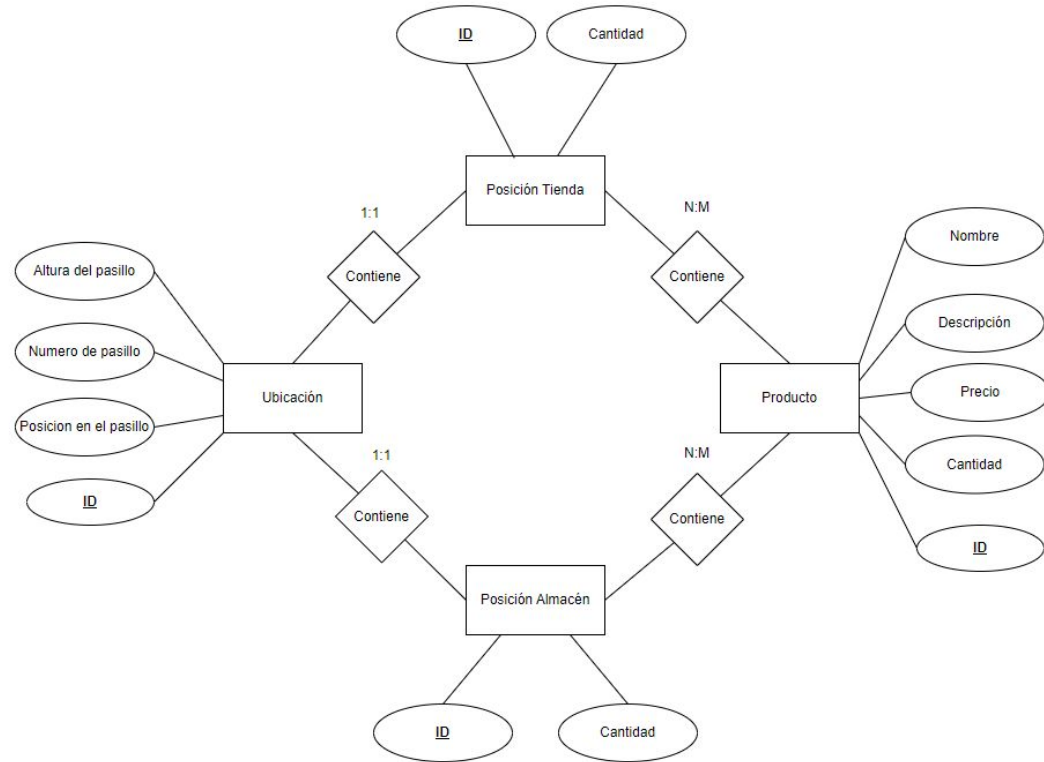 ID
Cantidad
Posición Tienda
1:1
N:M
Nombre
Altura del pasillo
Contiene
Contiene
Descripción
Numero de pasillo
Ubicación
Producto
Precio
Posicion en el pasillo
1:1
N:M
Cantidad
ID
Contiene
Contiene
ID
Posición Almacén
ID
Cantidad